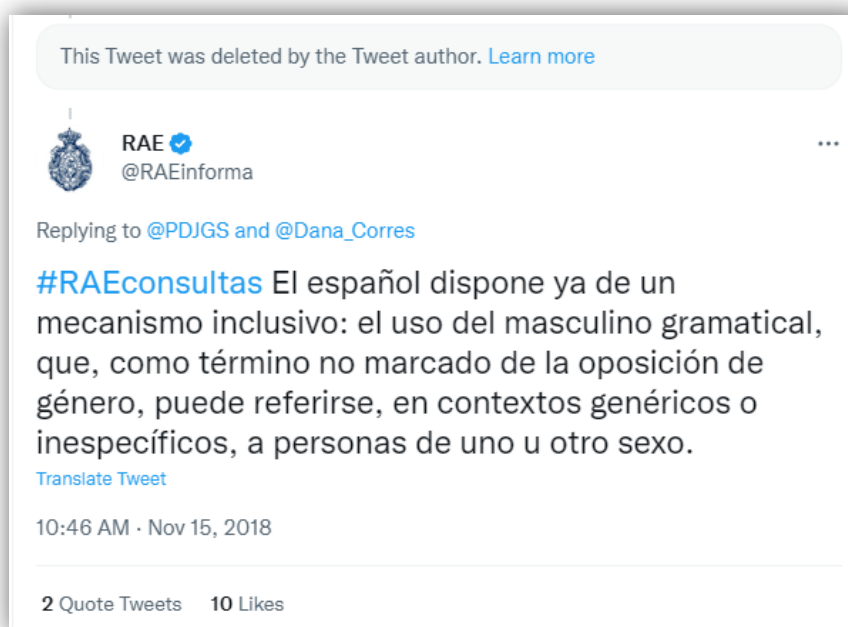 This Tweet was deleted by the Tweet author. Learn more
RAE
@RAEinforma
Replying to @PDJGS and @Dana_Corres
#RAEconsultas El español dispone ya de un
mecanismo inclusivo: el uso del masculino gramatical,
que, como término no marcado de la oposición de
género, puede referirse, en contextos genéricos o
inespecíficos, a personas de uno u otro sexo.
Translate Tweet
10:46 AM · Nov 15, 2018
2 Quote Tweets 10 Likes